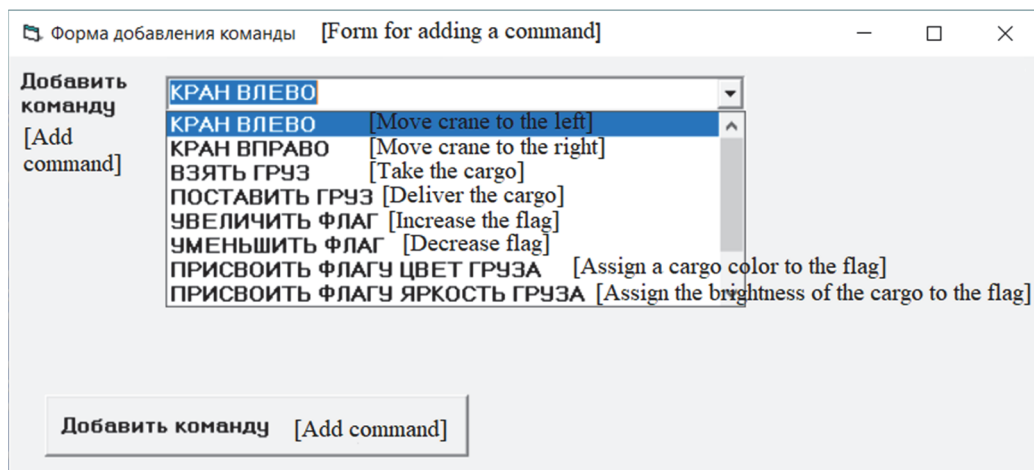 Форма добавления команды [Form for adding a command]
Добавить
команду
[Add
command]
КРАН ВЛЕВО
КРАН ВЛЕВО [Move crane to the left]
КРАН ВПРАВО [Move crane to the right]
ВЗЯТЬ ГРУЗ [Take the cargo]
ПОСТАВИТЬ ГРУЗ [Deliver the cargo]
УВЕЛИЧИТЬ ФЛАГ [Increase the flag]
УМЕНЬШИТЬ ФЛАГ [Decrease flag]
ПРИСВОИТЬ ФЛАГУ ЦВЕТ ГРУЗА [Assign a cargo color to the flag]
ПРИСВОИТЬ ФЛАГУ ЯРКОСТЬ ГРУЗА [Assign the brightness of the cargo to the flag]
Добавить команду [Add command]